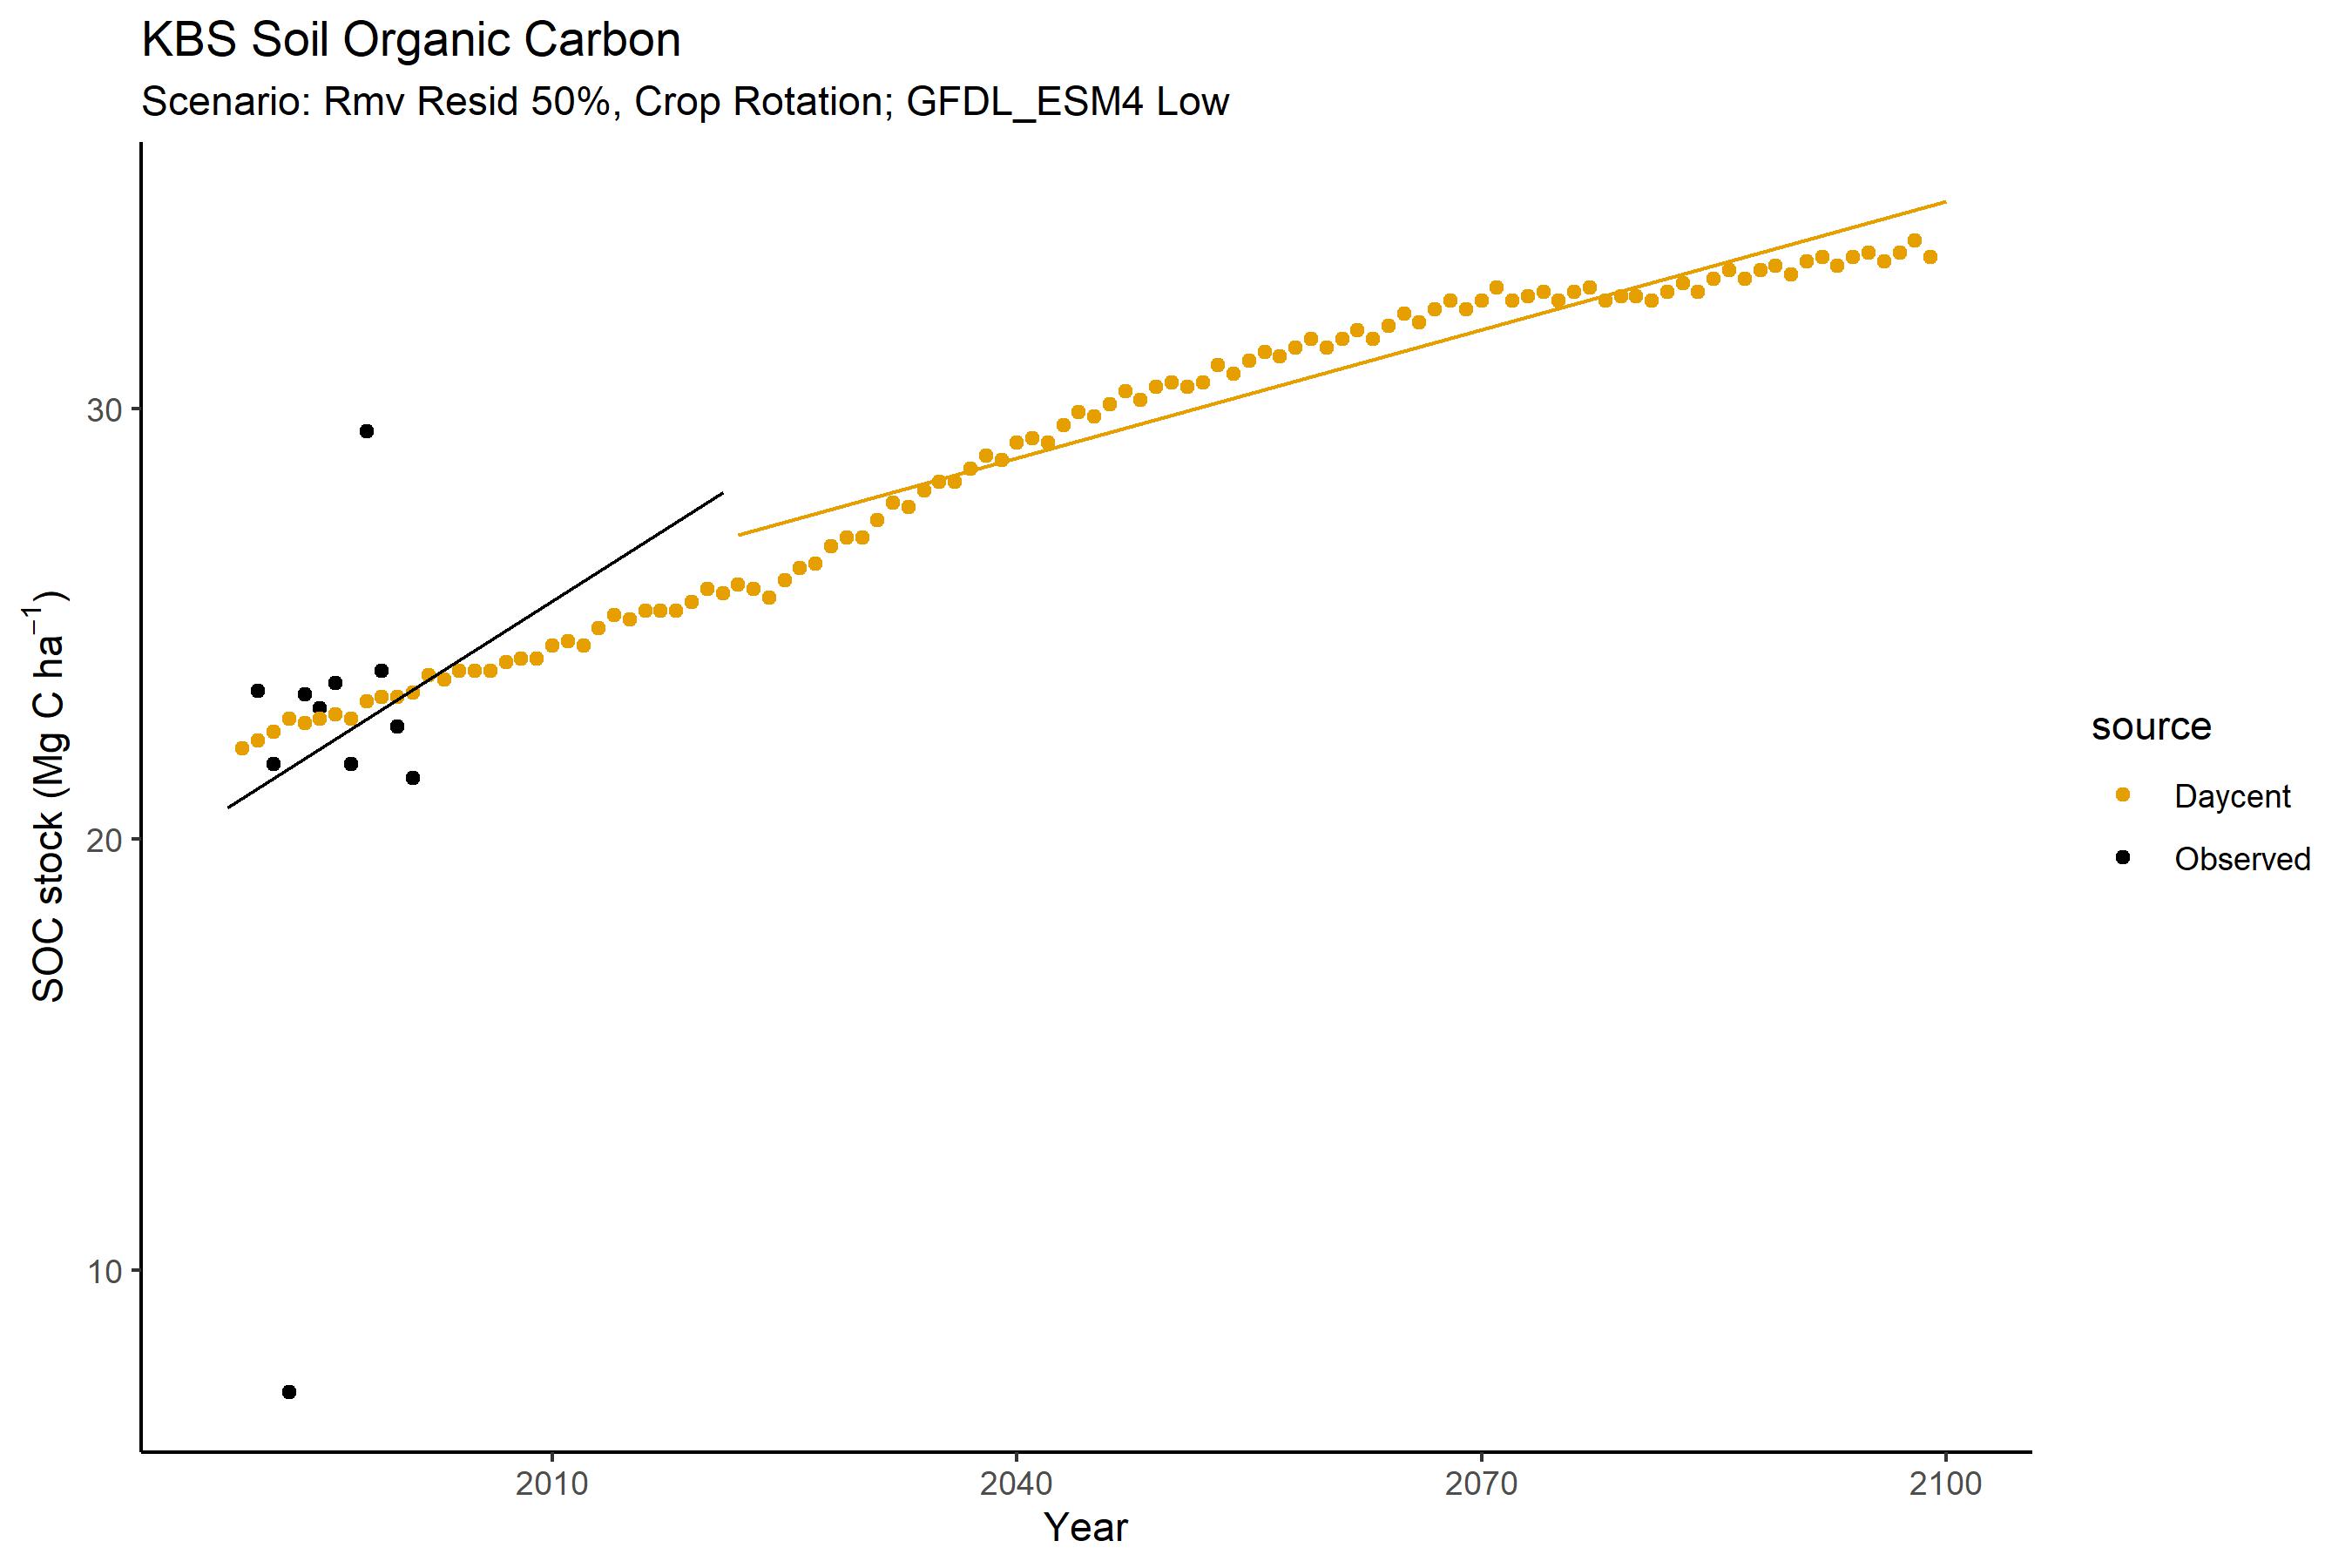 KBS Soil Organic Carbon
Scenario: Rmv Resid 50%, Crop Rotation; GFDL_ESM4 Low
SOC stock (Mg C ha⁻¹)
30
20
10
2010
2040
2070
2100
Year
source
Daycent
Observed